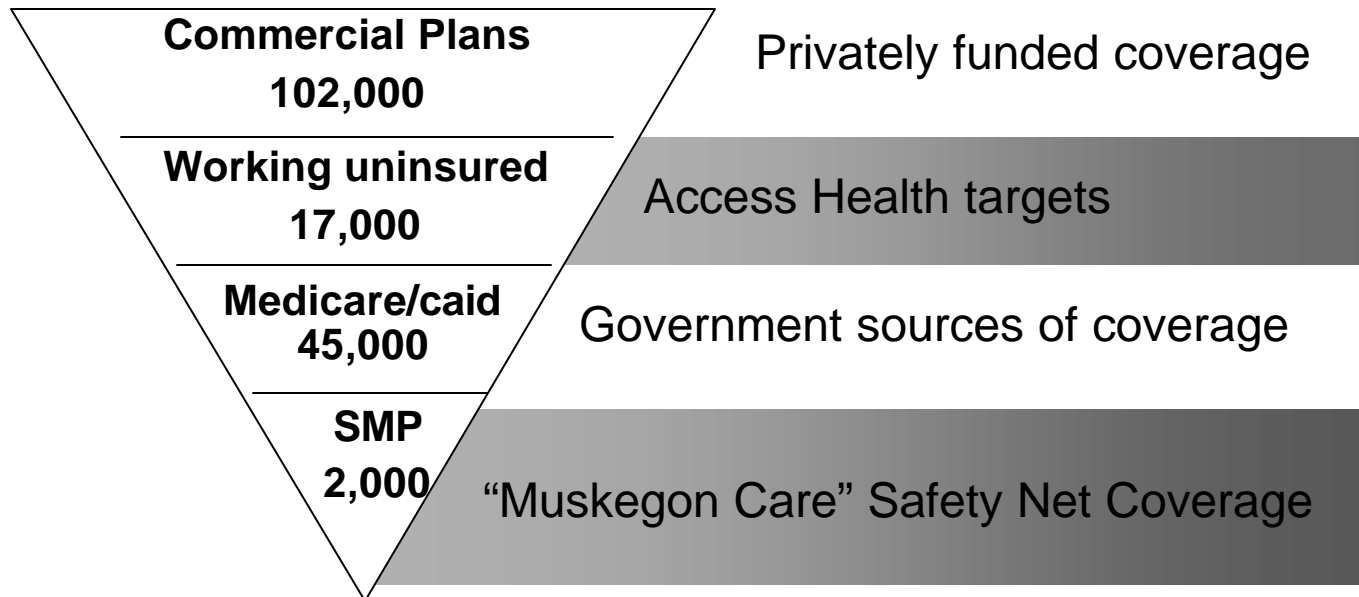 Commercial Plans
102,000
Privately funded coverage
Working uninsured
17,000
Access Health targets
Medicare/caid
45,000
Government sources of coverage
SMP
2,000
“Muskegon Care” Safety Net Coverage